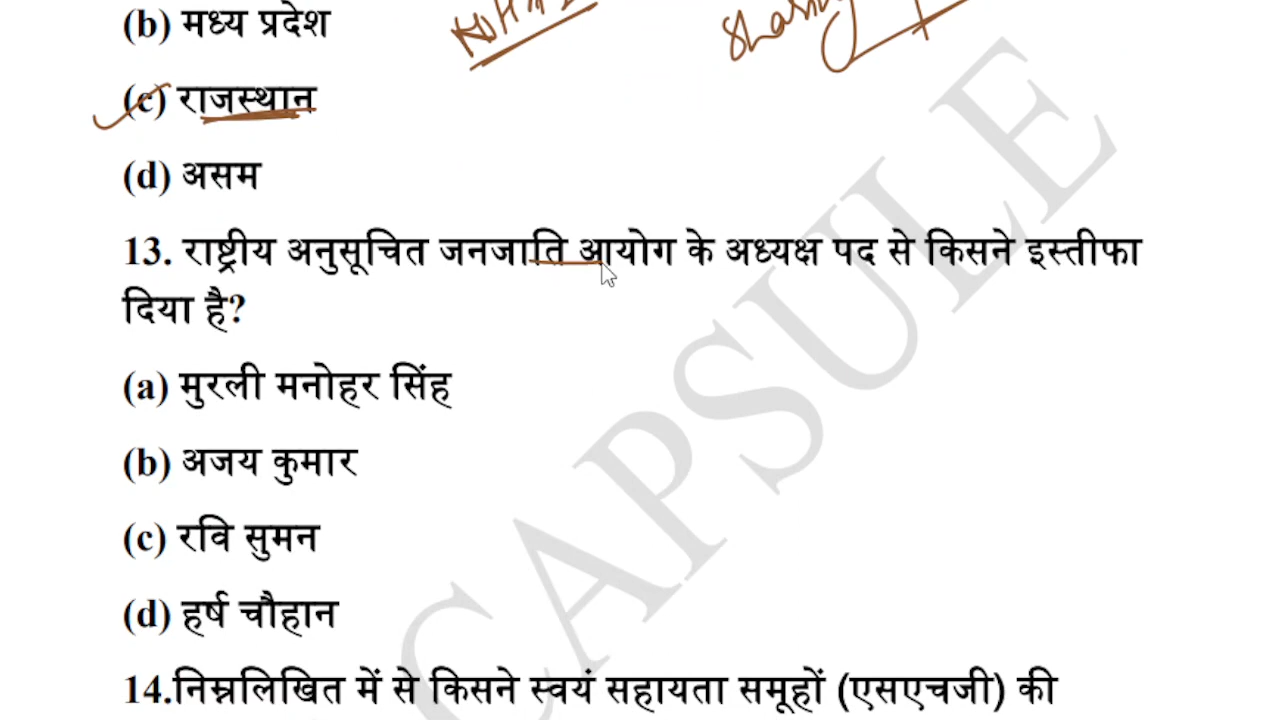 (b) मध्य प्रदेश
(c) राजस्थान
(d) असम
13. राष्ट्रीय अनुसूचित जनजाति आयोग के अध्यक्ष पद से किसने इस्तीफा
दिया है?
(a) मुरली मनोहर सिंह
(b) अजय कुमार
(c) रवि सुमन
(d) हर्ष चौहान
14.निम्नलिखित में से किसने स्वयं सहायता समूहों (एसएचजी) की
CAPSULE